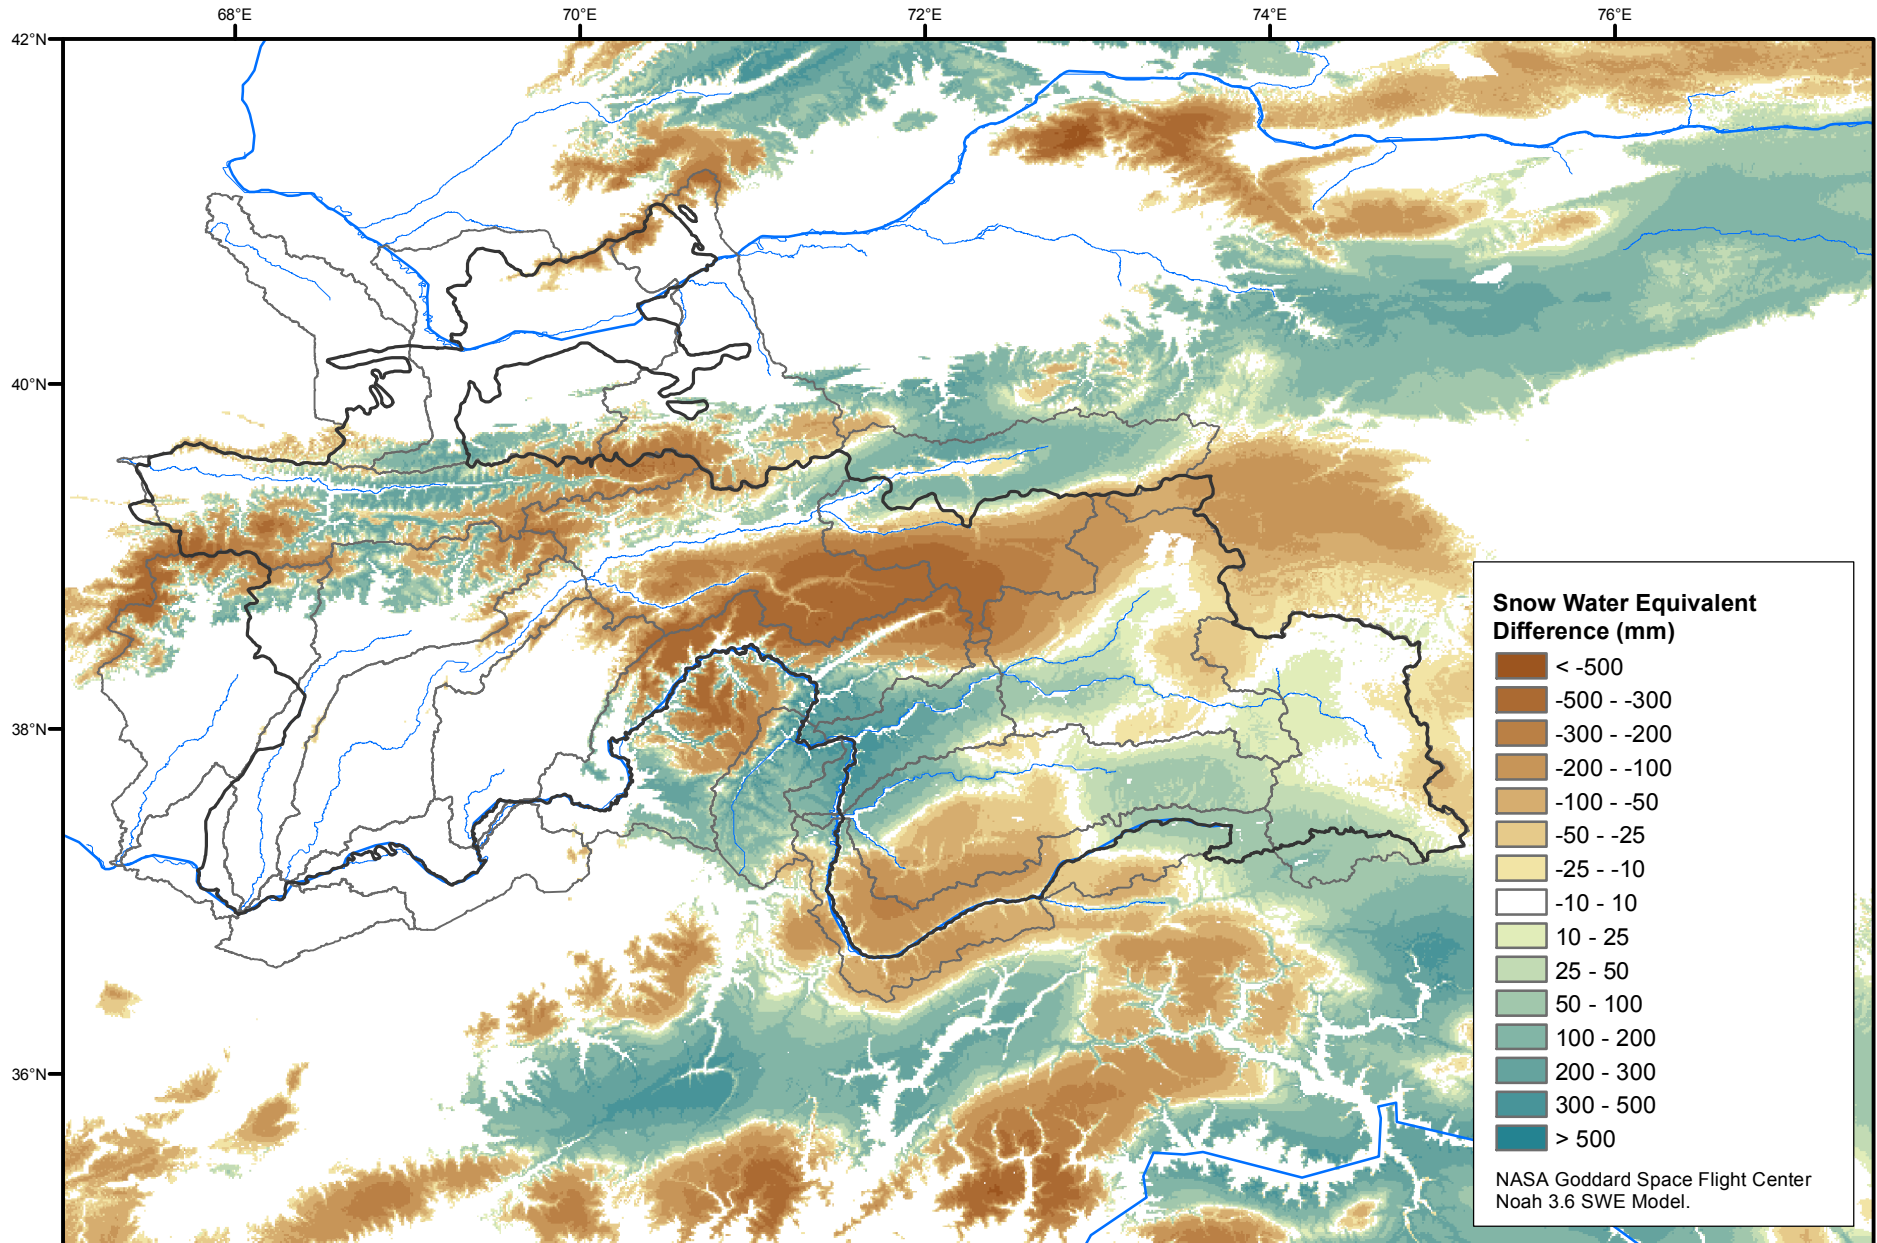 68°E
70°E
72°E
74°E
76°E
42°N
40°N
38°N
36°N
Snow Water Equivalent
Difference (mm)
< -500
-500 - -300
-300 - -200
-200 - -100
-100 - -50
-50 - -25
-25 - -10
-10 - 10
10 - 25
25 - 50
50 - 100
100 - 200
200 - 300
300 - 500
> 500
NASA Goddard Space Flight Center
Noah 3.6 SWE Model.